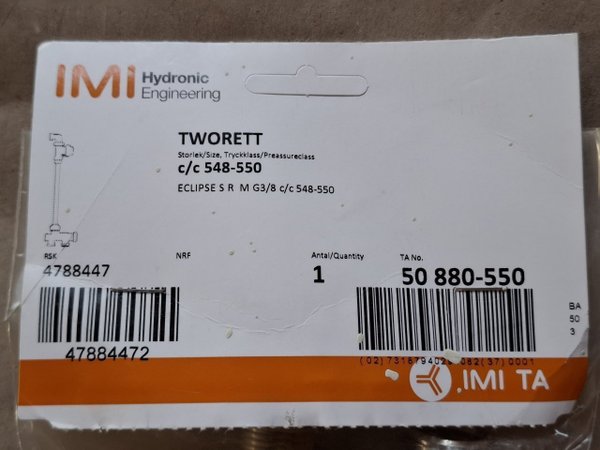 IMI Hydronic
Engineering
TWORETT
Storlek/Size, Tryckklass/Preassureclass
c/c 548-550
ECLIPSE S R M G3/8 c/c 548-550
RSK
NRF
Antal/Quantity
TA No.
4788447
1
50 880-550
BA
50
3
47884472
IMI TA